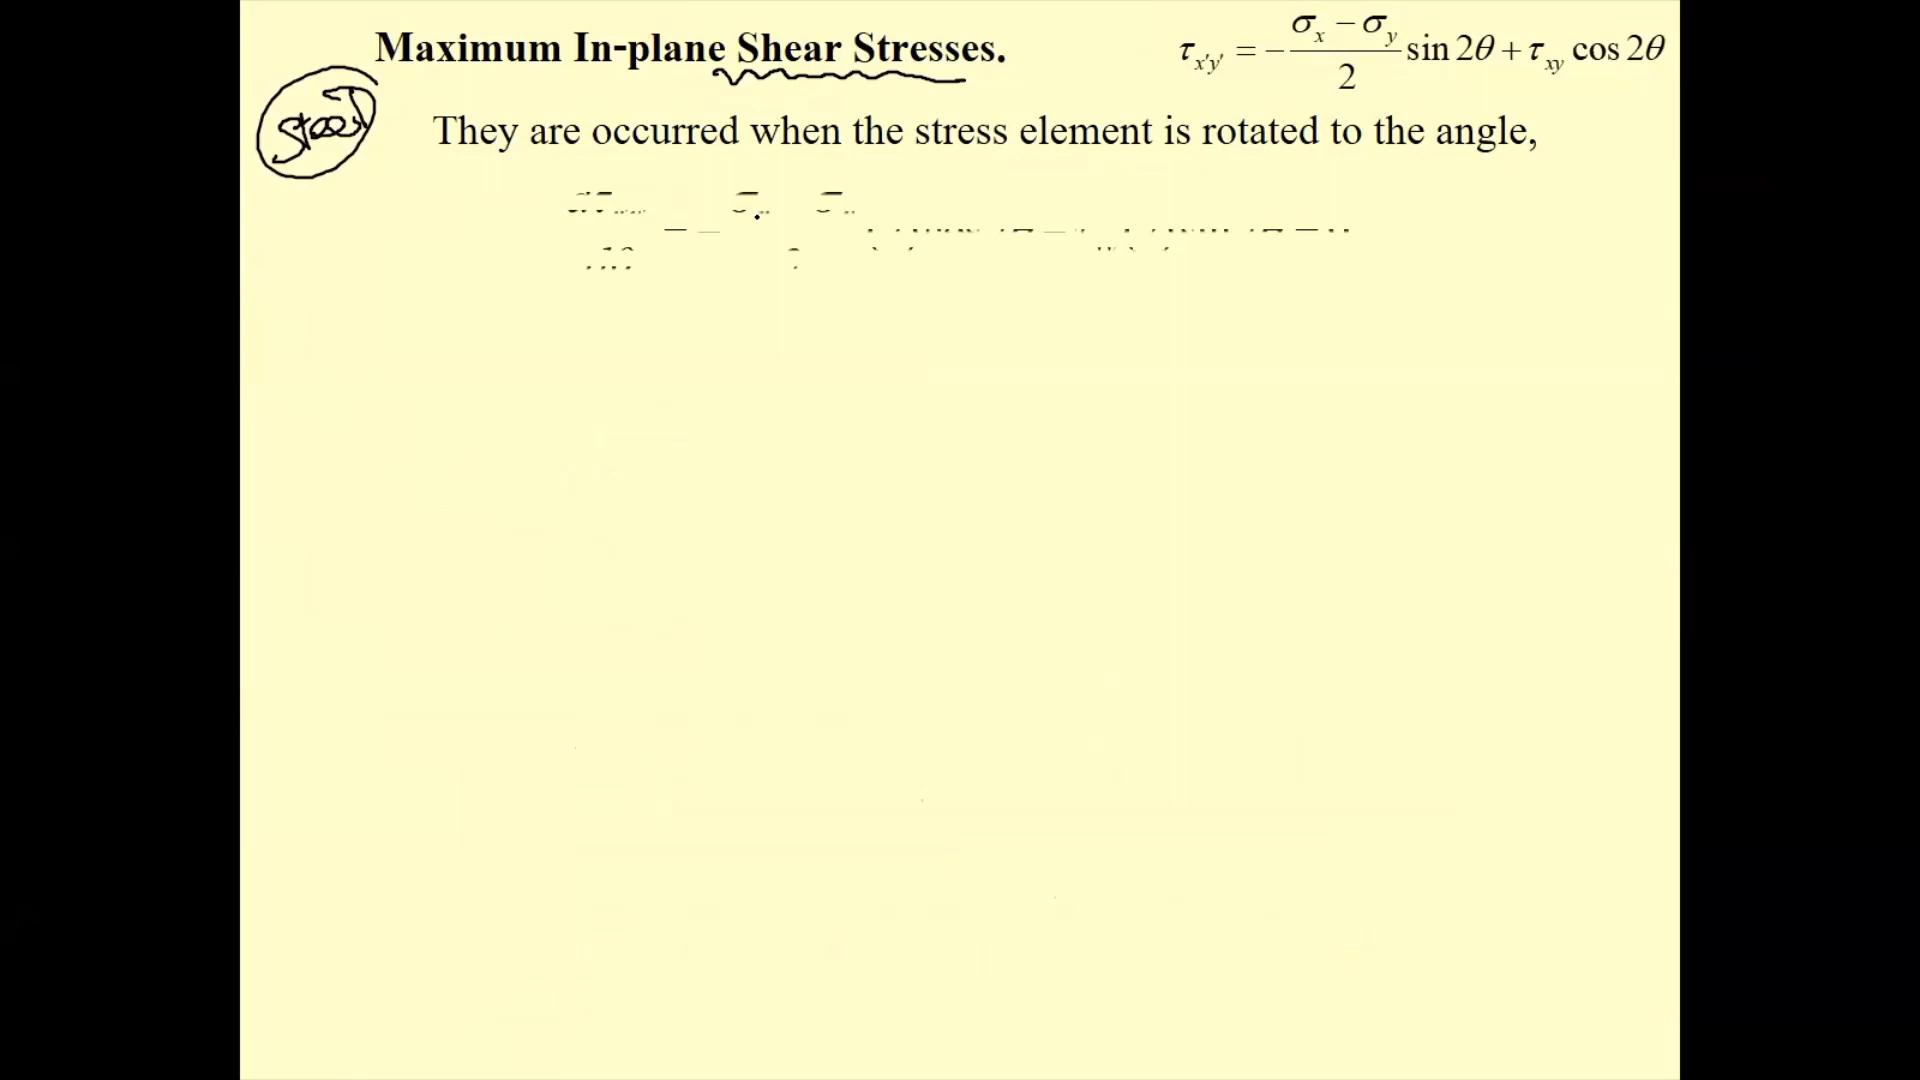 Maximum In-plane Shear Stresses.
τx'y' = - (σx - σy)/2 sin 2θ + τxy cos 2θ
steel
They are occurred when the stress element is rotated to the angle,